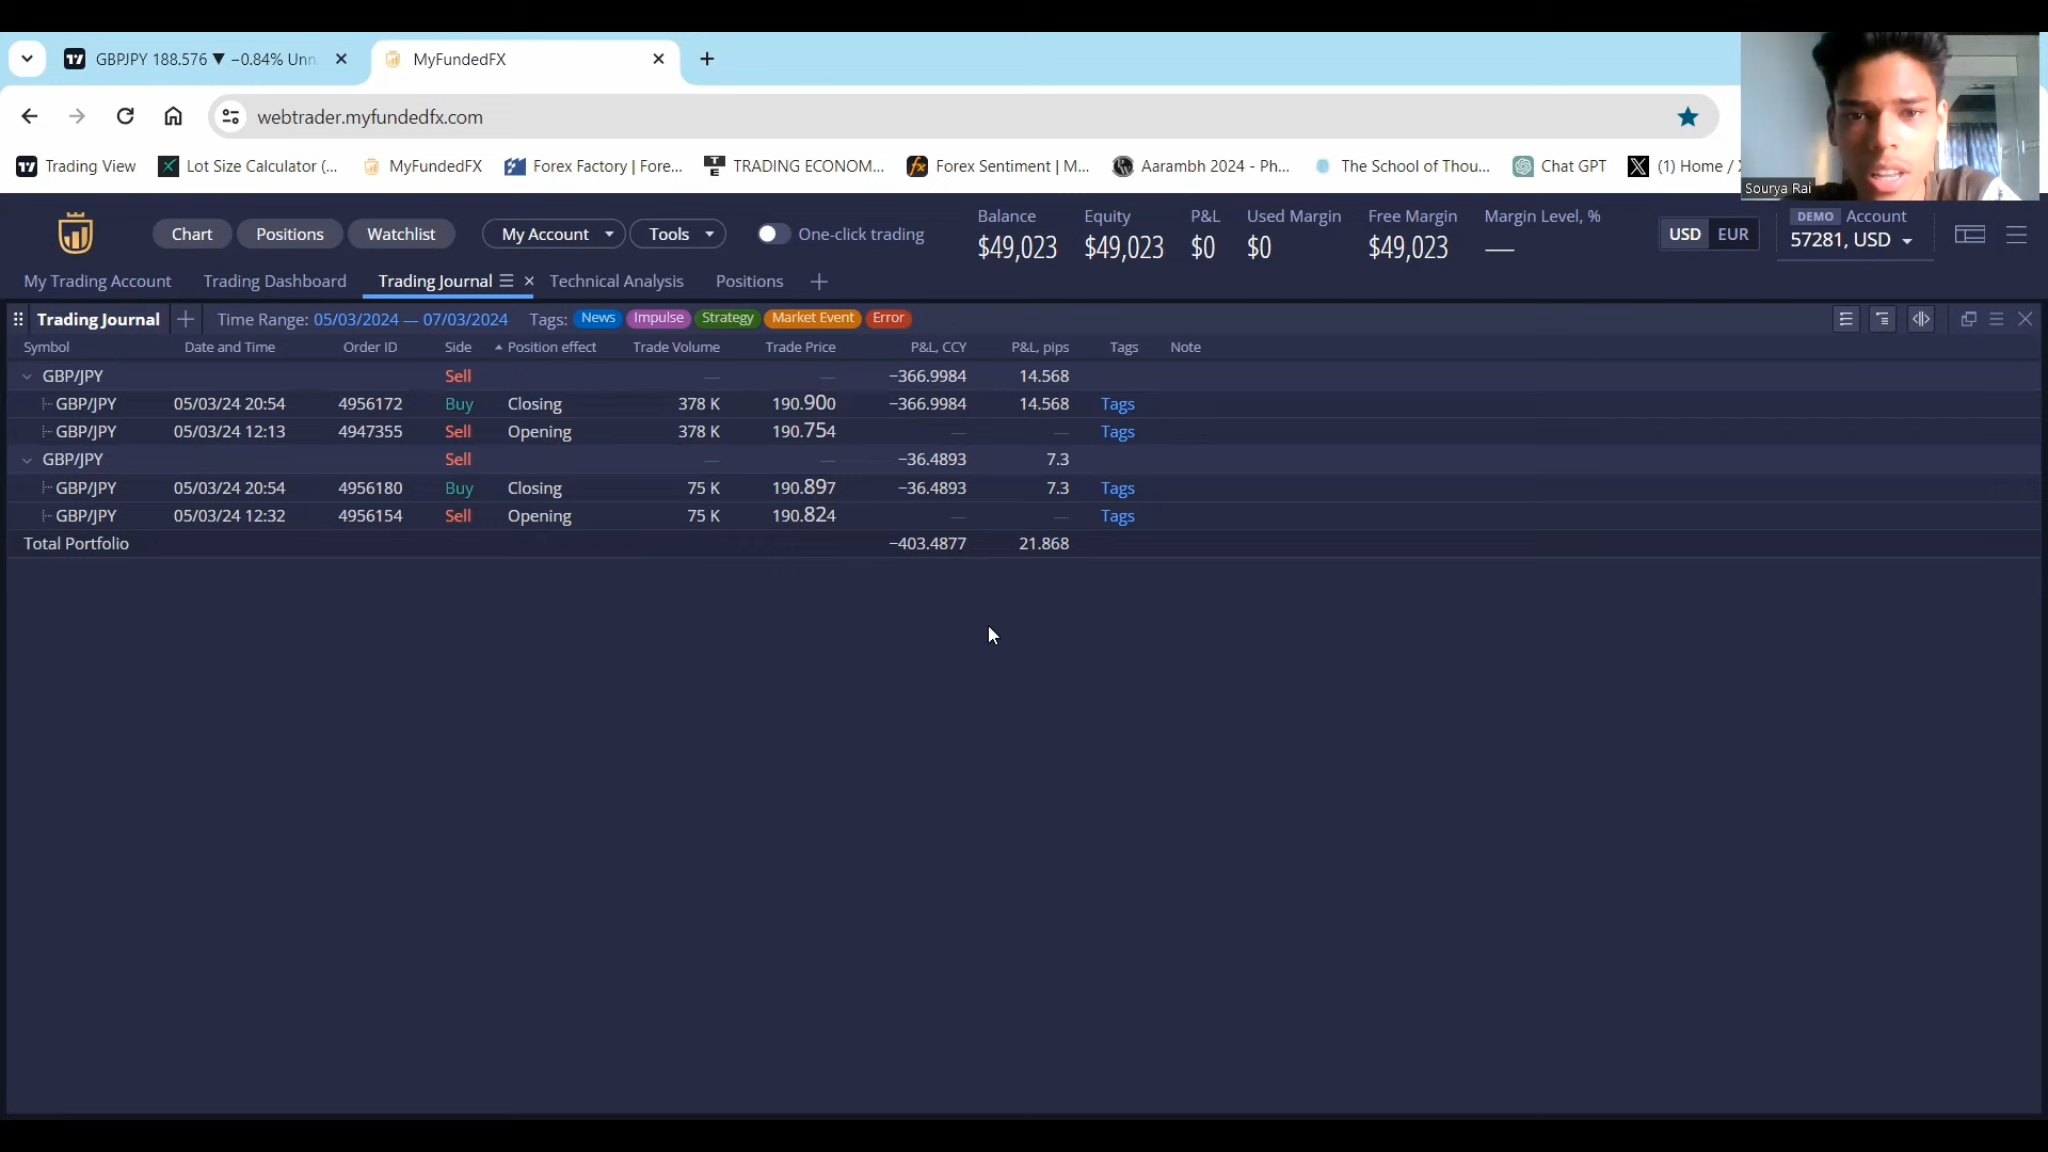 GBPJPY 188.576 ▼ −0.84% Unn
MyFundedFX
webtrader.myfundedfx.com
Trading View
Lot Size Calculator (...
MyFundedFX
Forex Factory | Fore...
TRADING ECONOM...
Forex Sentiment | M...
Aarambh 2024 - Ph...
The School of Thou...
Chat GPT
(1) Home / X
Sourya Rai
Chart Positions Watchlist My Account Tools One-click trading
Balance Equity P&L Used Margin Free Margin Margin Level, %
$49,023 $49,023 $0 $0 $49,023 —
USD EUR
DEMO Account
57281, USD
My Trading Account Trading Dashboard Trading Journal Technical Analysis Positions
Trading Journal Time Range: 05/03/2024 — 07/03/2024 Tags: News Impulse Strategy Market Event Error
Symbol Date and Time Order ID Side Position effect Trade Volume Trade Price P&L, CCY P&L, pips Tags Note
GBP/JPY Sell — — −366.9984 14.568
GBP/JPY 05/03/24 20:54 4956172 Buy Closing 378 K 190.900 −366.9984 14.568 Tags
GBP/JPY 05/03/24 12:13 4947355 Sell Opening 378 K 190.754 — — Tags
GBP/JPY Sell — — −36.4893 7.3
GBP/JPY 05/03/24 20:54 4956180 Buy Closing 75 K 190.897 −36.4893 7.3 Tags
GBP/JPY 05/03/24 12:32 4956154 Sell Opening 75 K 190.824 — — Tags
Total Portfolio −403.4877 21.868